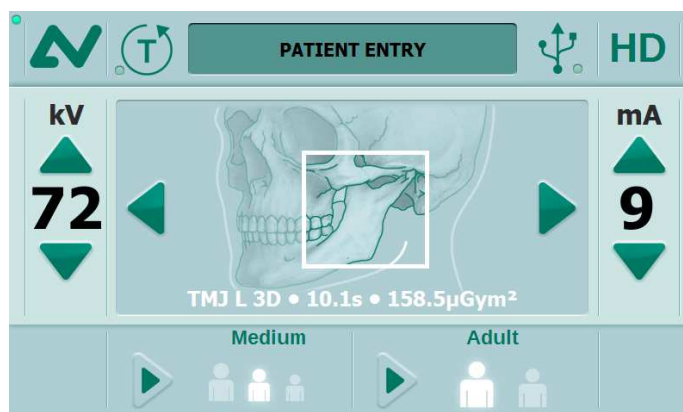 T
PATIENT ENTRY
HD
kV
72
mA
9
TMJ L 3D • 10.1s • 158.5µGym²
Medium
Adult